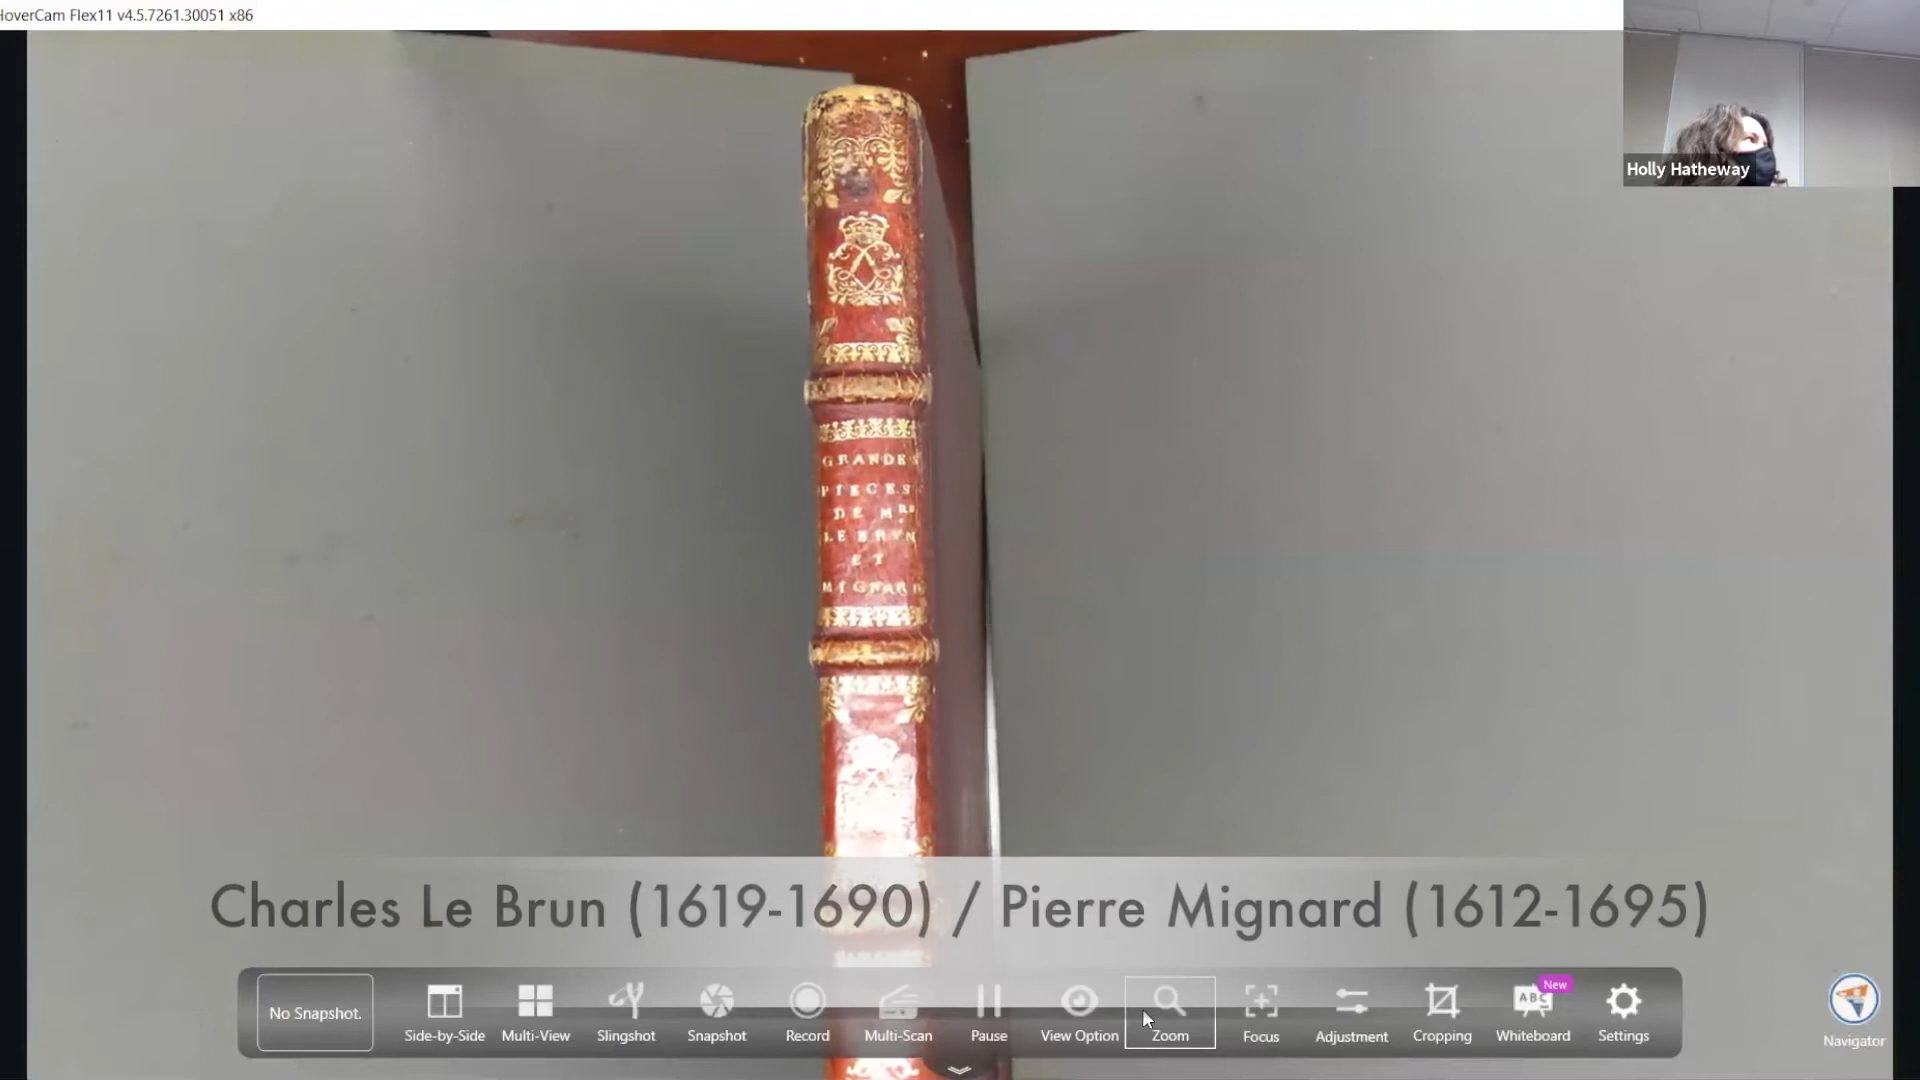 HoverCam Flex11 v4.5.7261.30051 x86
Holly Hatheway
GRANDES
PIECES
DE MRS
LE BRVN
ET
MIGNARD
Charles Le Brun (1619-1690) / Pierre Mignard (1612-1695)
No Snapshot.
Side-by-Side
Multi-View
Slingshot
Snapshot
Record
Multi-Scan
Pause
View Option
Zoom
Focus
Adjustment
Cropping
New
ABC
Whiteboard
Settings
Navigator